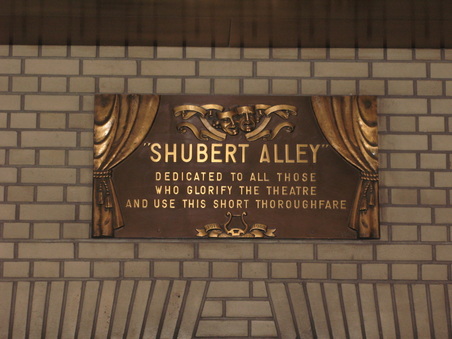 "SHUBERT ALLEY"
DEDICATED TO ALL THOSE
WHO GLORIFY THE THEATRE
AND USE THIS SHORT THOROUGHFARE